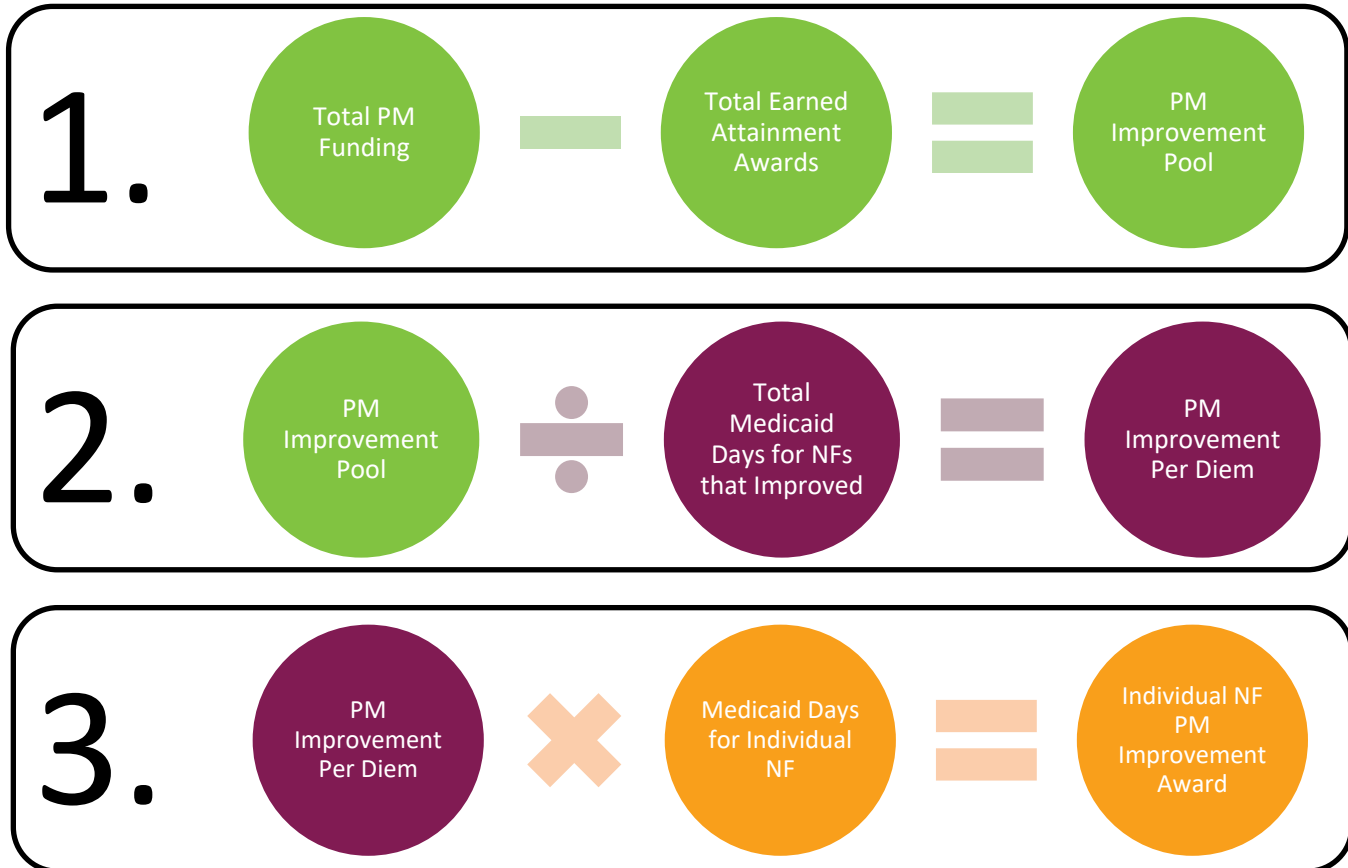 1.
Total PM
Funding
Total Earned
Attainment
Awards
PM
Improvement
Pool
2.
PM
Improvement
Pool
Total
Medicaid
Days for NFs
that Improved
PM
Improvement
Per Diem
3.
PM
Improvement
Per Diem
Medicaid Days
for Individual
NF
Individual NF
PM
Improvement
Award